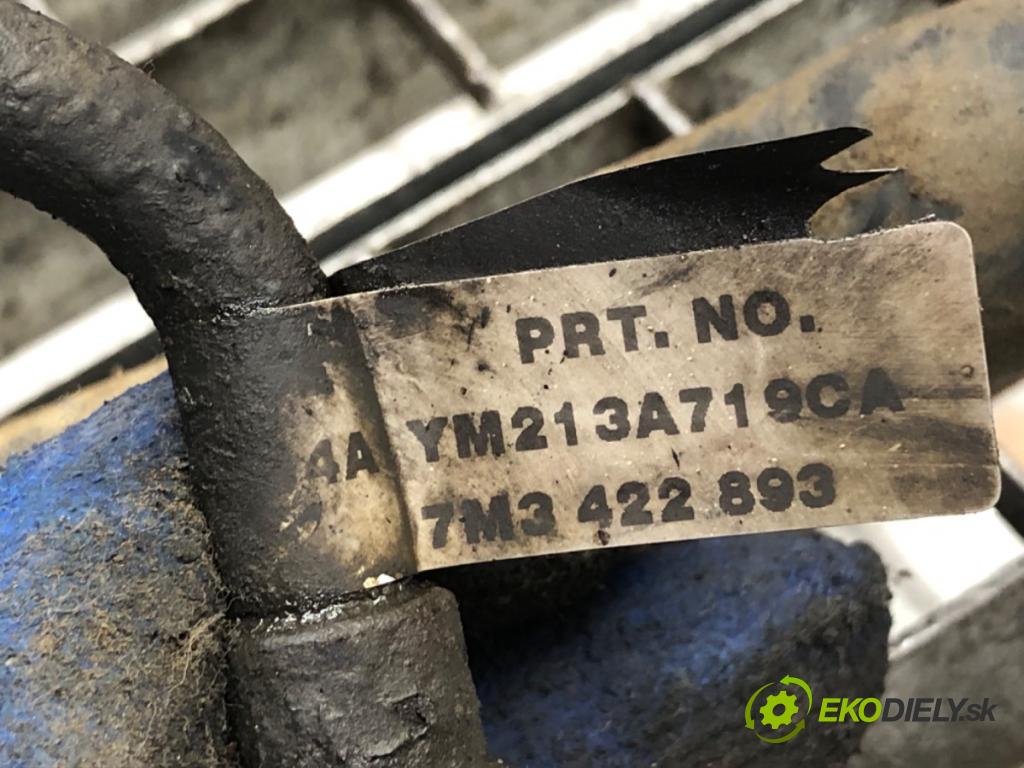 PRT. NO.
4A YM213A719CA
7M3 422 893
EKODIELY.sk